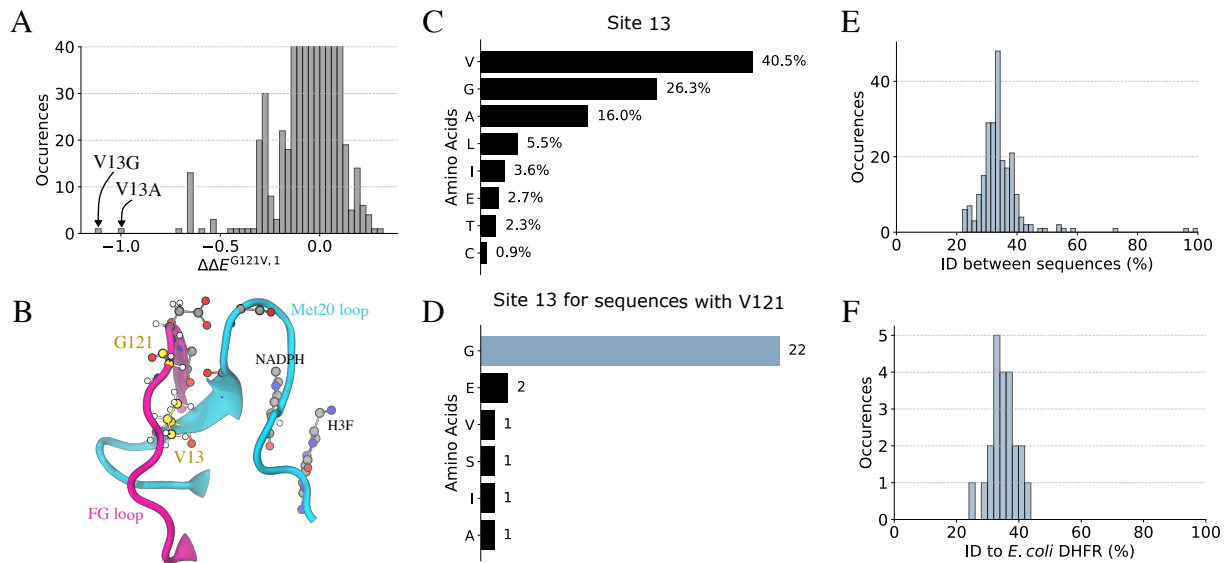 A
40
30
20
10
0
Occurences
V13G
V13A
−1.0
−0.5
0.0
ΔΔE^G121V, 1
B
Met20 loop
G121
NADPH
H3F
V13
FG loop
C
Site 13
Amino Acids
V 40.5%
G 26.3%
A 16.0%
L 5.5%
I 3.6%
E 2.7%
T 2.3%
C 0.9%
D
Site 13 for sequences with V121
Amino Acids
G 22
E 2
V 1
S 1
I 1
A 1
E
Occurences
40
20
0
0 20 40 60 80 100
ID between sequences (%)
F
Occurences
5
4
3
2
1
0
0 20 40 60 80 100
ID to E. coli DHFR (%)